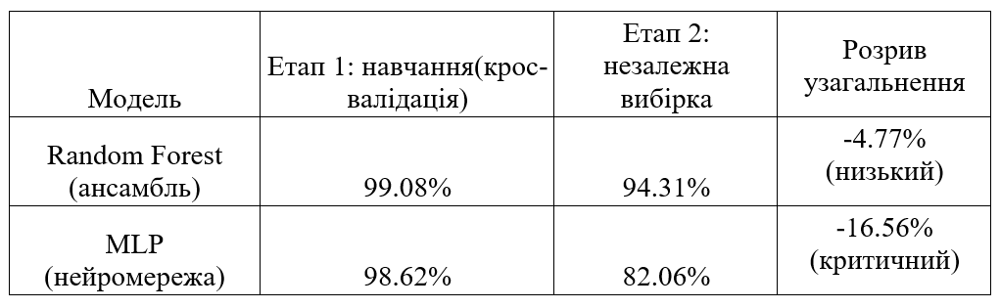 Модель
Етап 1: навчання(крос-
валідація)
Етап 2:
незалежна
вибірка
Розрив
узагальнення
Random Forest
(ансамбль)
99.08%
94.31%
-4.77%
(низький)
MLP
(нейромережа)
98.62%
82.06%
-16.56%
(критичний)